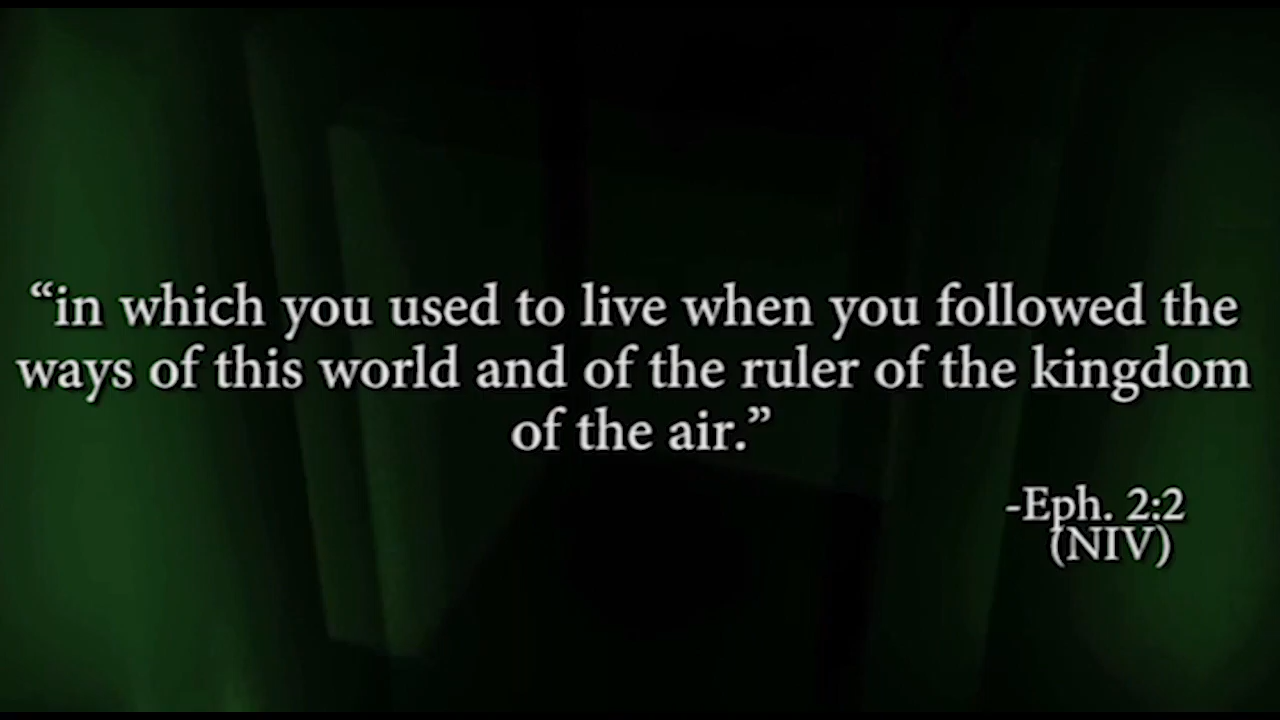 “in which you used to live when you followed the
ways of this world and of the ruler of the kingdom
of the air.”
-Eph. 2:2
(NIV)